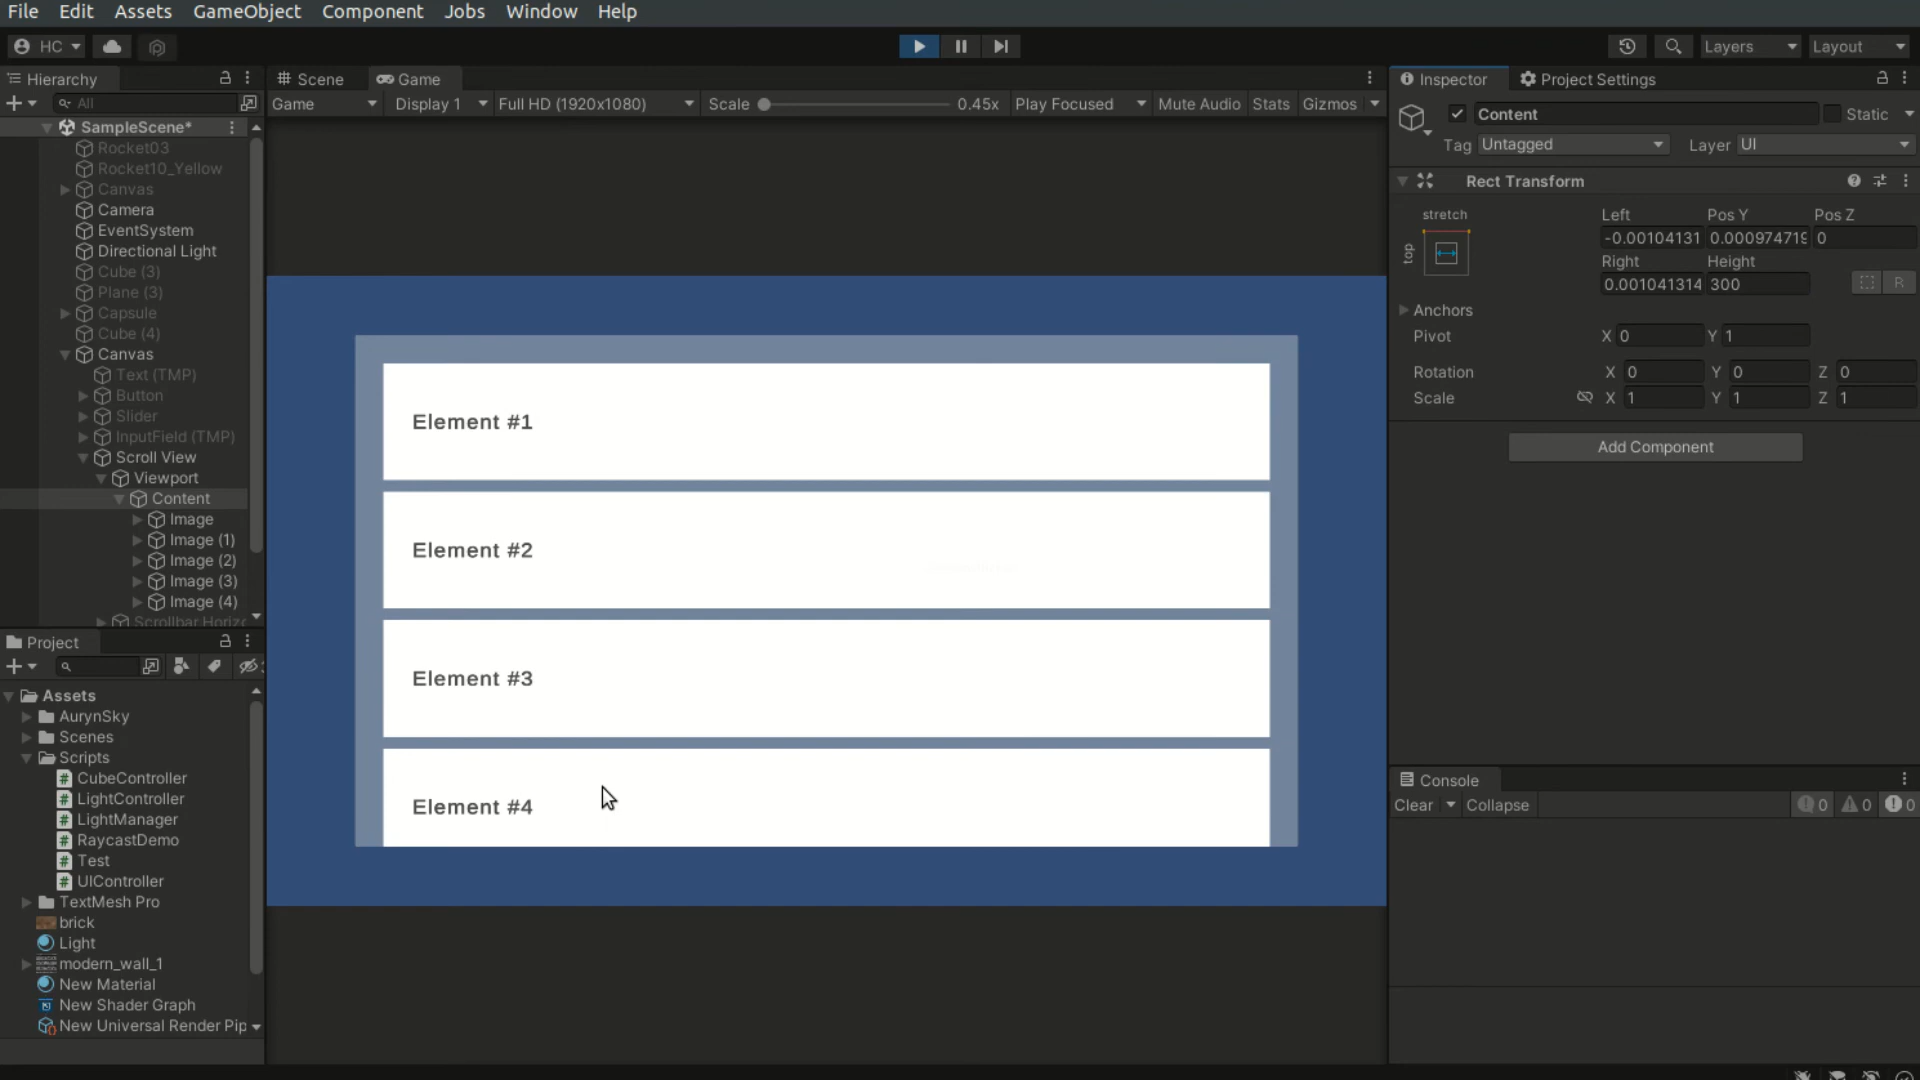 File Edit Assets GameObject Component Jobs Window Help
HC Layers Layout
Hierarchy
All
SampleScene*
Rocket03
Rocket10_Yellow
Canvas
Camera
EventSystem
Directional Light
Cube (3)
Plane (3)
Capsule
Cube (4)
Canvas
Text (TMP)
Button
Slider
InputField (TMP)
Scroll View
Viewport
Content
Image
Image (1)
Image (2)
Image (3)
Image (4)
Scrollbar Horizo
Project
Assets
AurynSky
Scenes
Scripts
CubeController
LightController
LightManager
RaycastDemo
Test
UIController
TextMesh Pro
brick
Light
modern_wall_1
New Material
New Shader Graph
New Universal Render Pip
Scene Game
Game Display 1 Full HD (1920x1080) Scale 0.45x Play Focused Mute Audio Stats Gizmos
Element #1
Element #2
Element #3
Element #4
Inspector Project Settings
Content Static
Tag Untagged Layer UI
Rect Transform
stretch Left Pos Y Pos Z
top -0.00104131 0.000974719 0
Right Height
0.001041314 300 R
Anchors
Pivot X 0 Y 1
Rotation X 0 Y 0 Z 0
Scale X 1 Y 1 Z 1
Add Component
Console
Clear Collapse 0 0 0